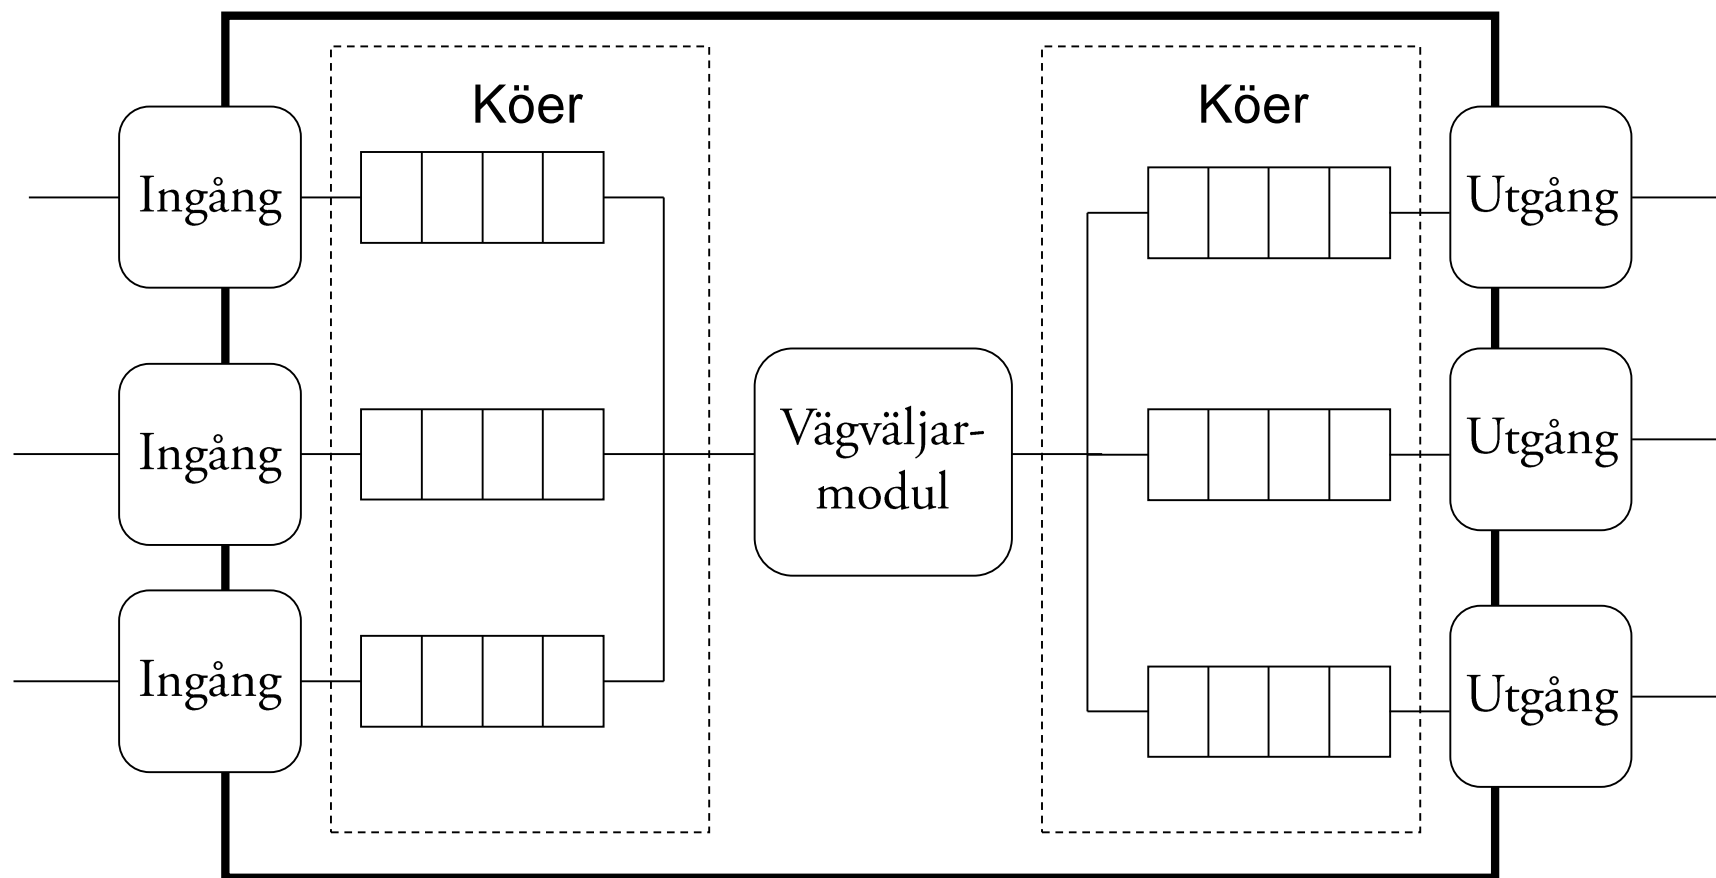 Köer
Köer
Ingång
Utgång
Vägväljar-
modul
Ingång
Utgång
Ingång
Utgång